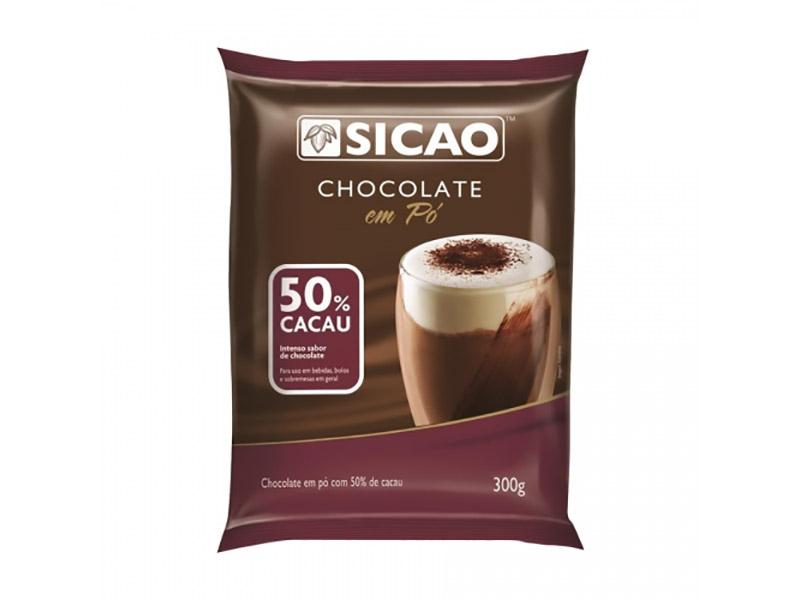 SICAO™
CHOCOLATE
em Pó
50%
CACAU
Intenso sabor
de chocolate
Para uso em bebidas, bolos
e sobremesas em geral
Chocolate em pó com 50% de cacau
300g